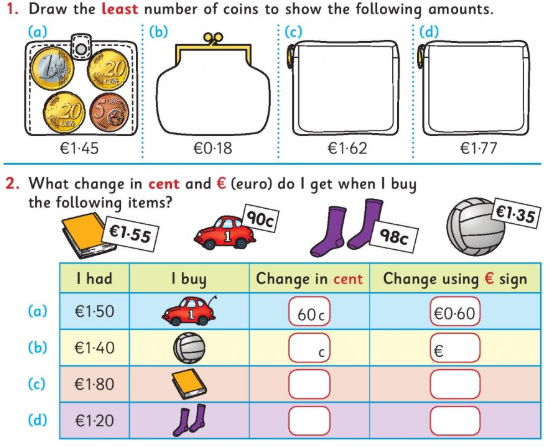 1. Draw the least number of coins to show the following amounts.
(a) (b) (c) (d)
1 20
20 5
€1·45 €0·18 €1·62 €1·77
2. What change in cent and € (euro) do I get when I buy
the following items?
€1·55 1 90c 98c €1·35
I had I buy Change in cent Change using € sign
(a) €1·50 1 60c €0·60
(b) €1·40 c €
(c) €1·80
(d) €1·20